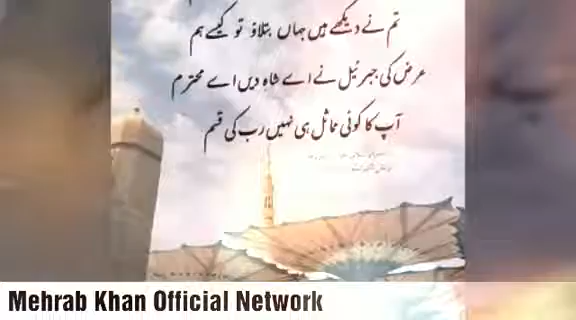 تم نے دیکھے ہیں جہاں بتلاؤ تو کیسے ہم
عرض کی جبرئیل نے اے شاہ دیں اے محترم
آپ کا کوئی مماثل ہی نہیں رب کی قسم
Mehrab Khan Official Network